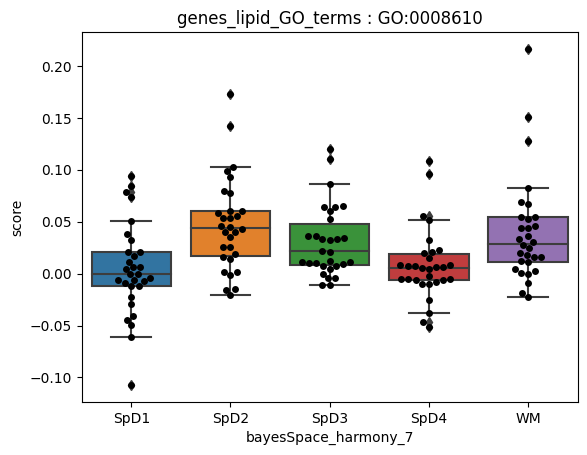 genes_lipid_GO_terms : GO:0008610
score
0.20
0.15
0.10
0.05
0.00
−0.05
−0.10
SpD1 SpD2 SpD3 SpD4 WM
bayesSpace_harmony_7